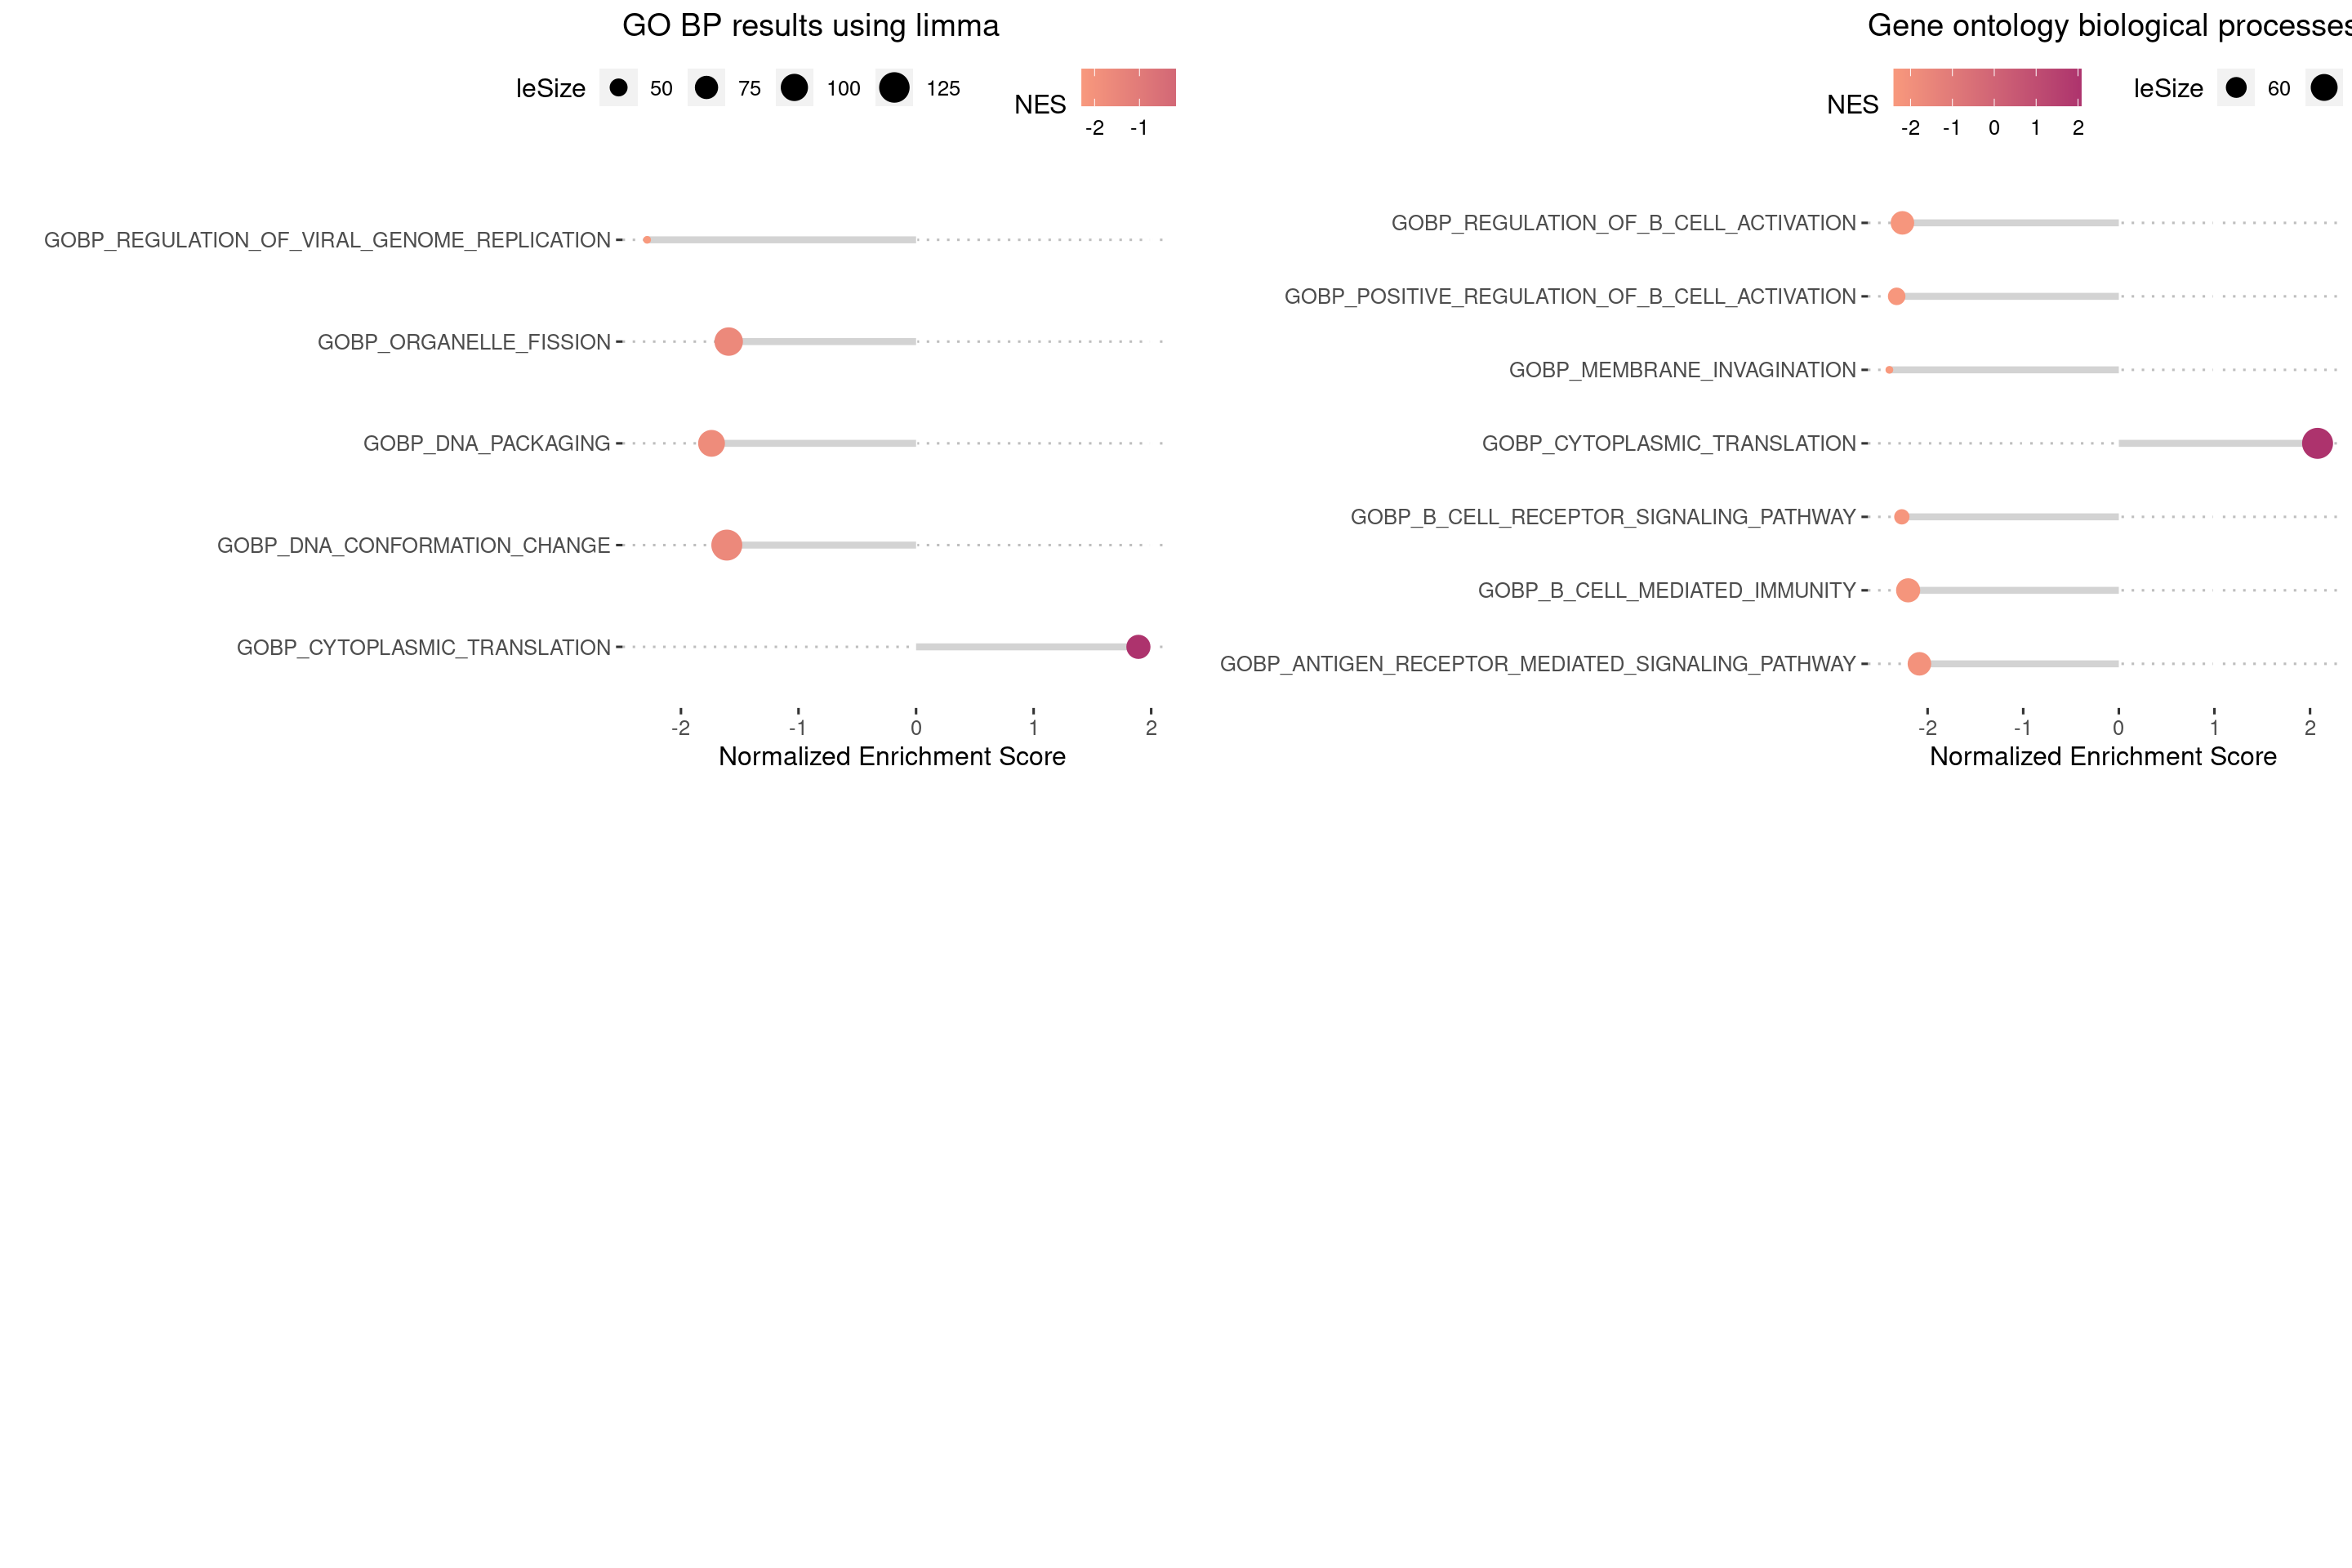 GO BP results using limma
leSize 50 75 100 125
NES
-2 -1
GOBP_REGULATION_OF_VIRAL_GENOME_REPLICATION
GOBP_ORGANELLE_FISSION
GOBP_DNA_PACKAGING
GOBP_DNA_CONFORMATION_CHANGE
GOBP_CYTOPLASMIC_TRANSLATION
-2 -1 0 1 2
Normalized Enrichment Score
Gene ontology biological processes
NES
-2 -1 0 1 2
leSize 60
GOBP_REGULATION_OF_B_CELL_ACTIVATION
GOBP_POSITIVE_REGULATION_OF_B_CELL_ACTIVATION
GOBP_MEMBRANE_INVAGINATION
GOBP_CYTOPLASMIC_TRANSLATION
GOBP_B_CELL_RECEPTOR_SIGNALING_PATHWAY
GOBP_B_CELL_MEDIATED_IMMUNITY
GOBP_ANTIGEN_RECEPTOR_MEDIATED_SIGNALING_PATHWAY
-2 -1 0 1 2
Normalized Enrichment Score